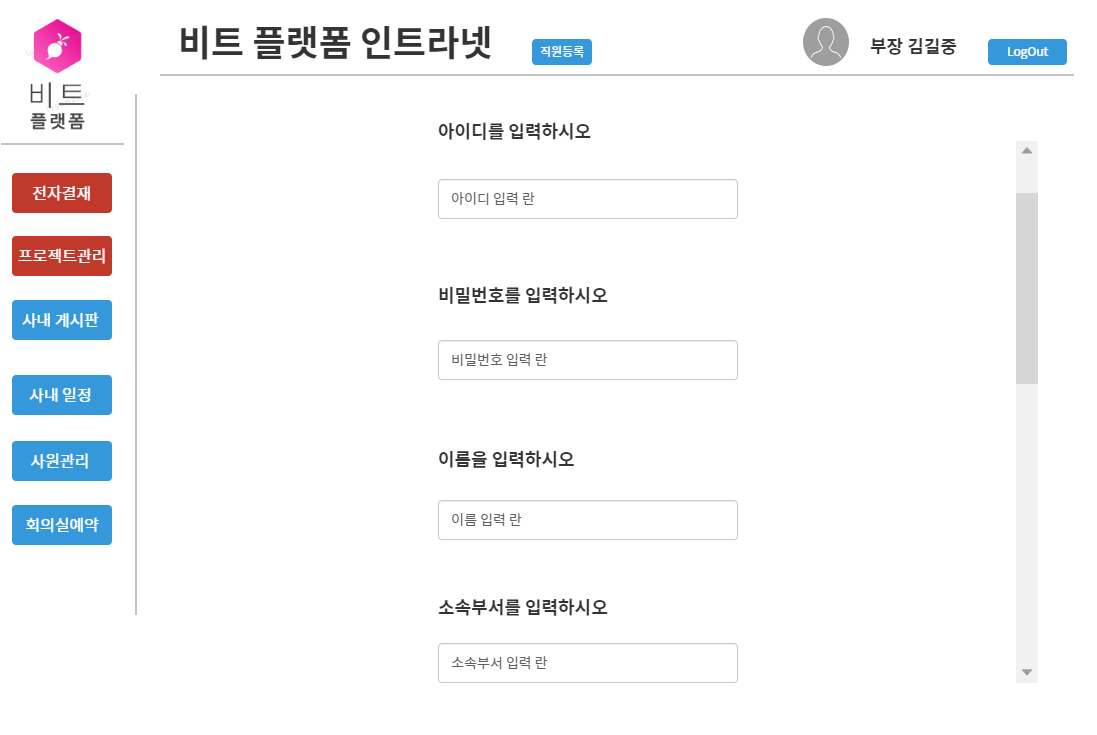 비트
플랫폼
비트 플랫폼 인트라넷
직원등록
부장 김길중
LogOut
전자결재
프로젝트관리
사내 게시판
사내 일정
사원관리
회의실예약
아이디를 입력하시오
아이디 입력 란
비밀번호를 입력하시오
비밀번호 입력 란
이름을 입력하시오
이름 입력 란
소속부서를 입력하시오
소속부서 입력 란